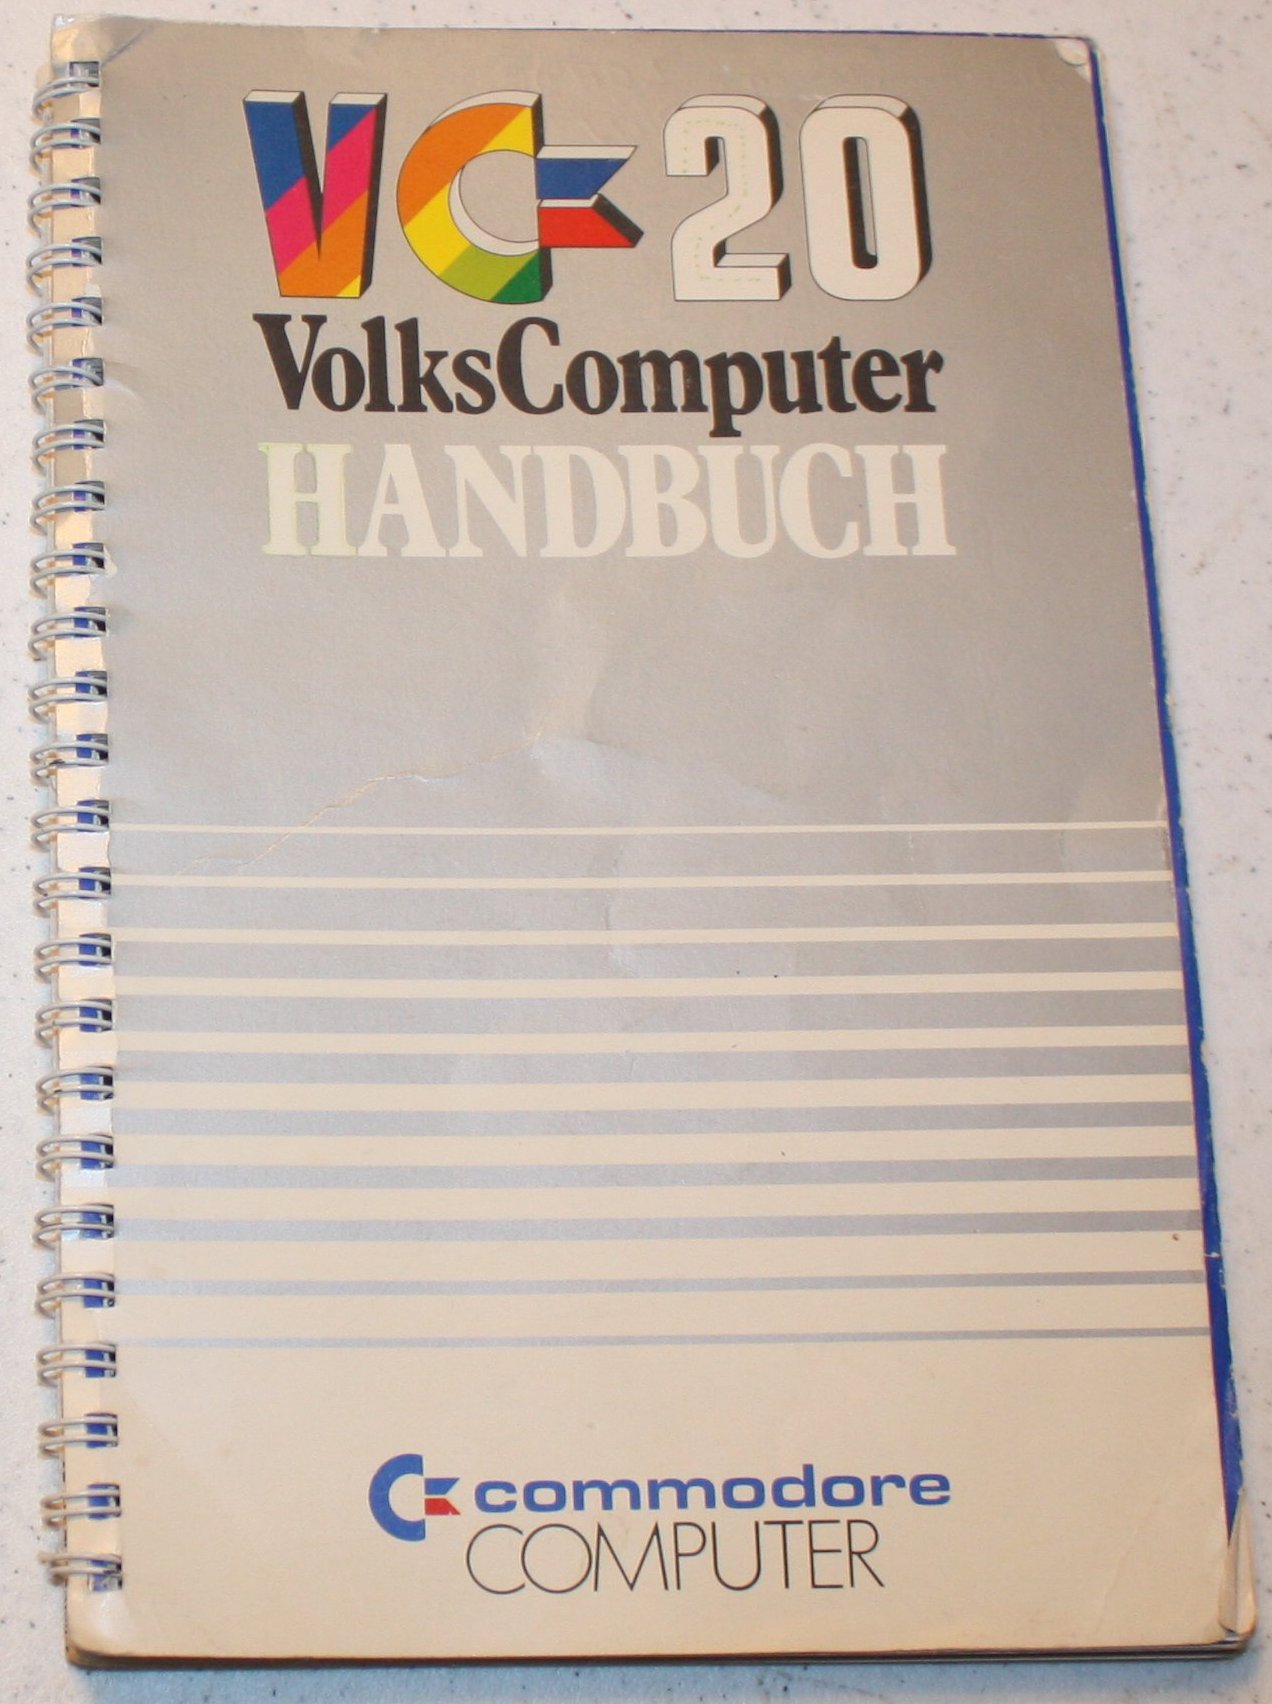 VC 20
VolksComputer
HANDBUCH
commodore
COMPUTER